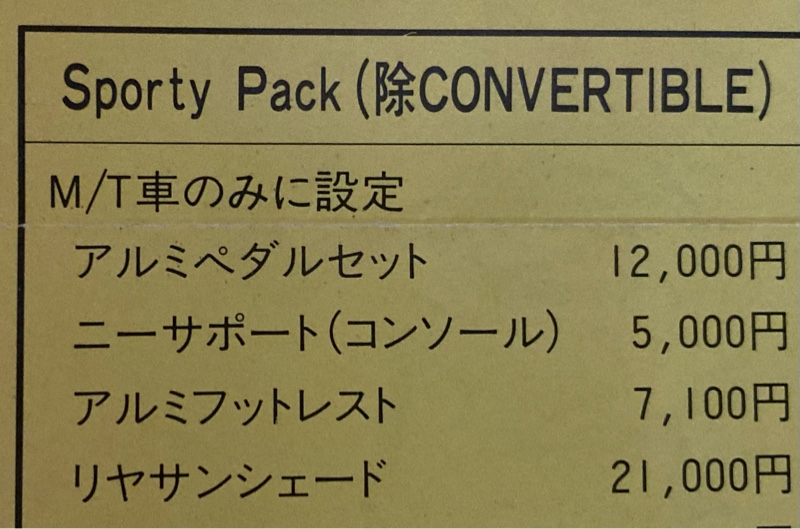 Sporty Pack(除CONVERTIBLE)
M/T車のみに設定
アルミペダルセット 12,000円
ニーサポート(コンソール) 5,000円
アルミフットレスト 7,100円
リヤサンシェード 21,000円